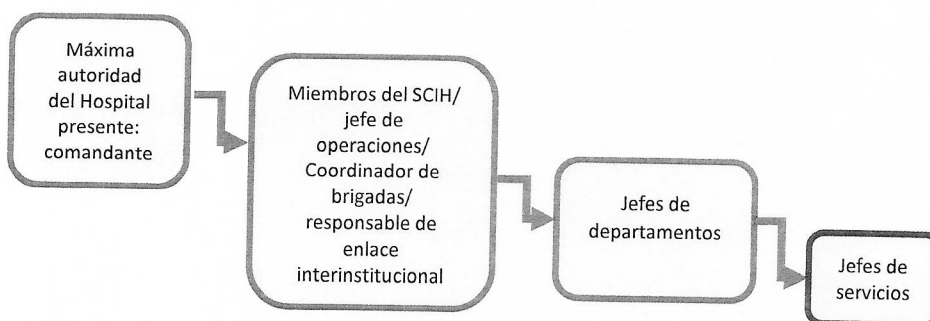 Máxima
autoridad
del Hospital
presente:
comandante
Miembros del SCIH/
jefe de
operaciones/
Coordinador de
brigadas/
responsable de
enlace
interinstitucional
Jefes de
departamentos
Jefes de
servicios